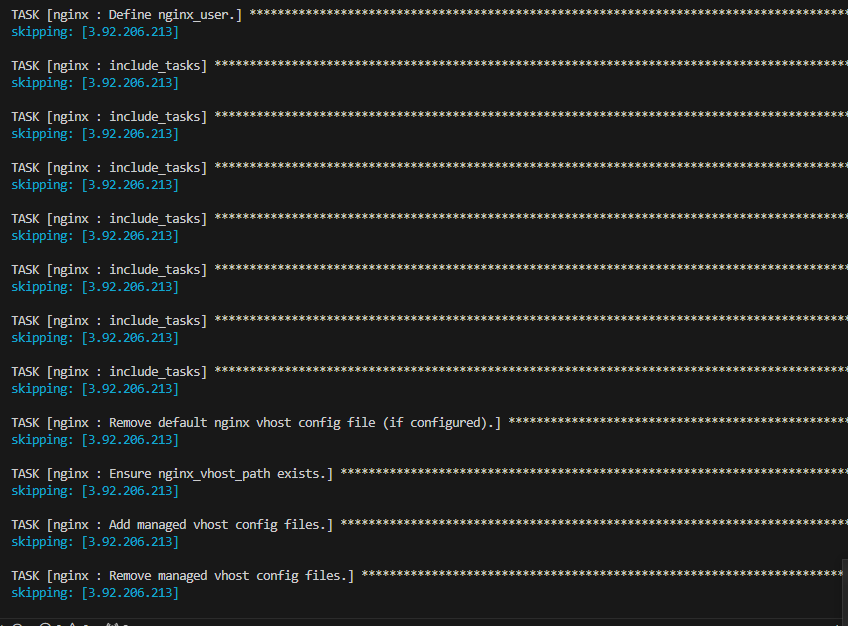 TASK [nginx : Define nginx_user.] *************************************************************************************
skipping: [3.92.206.213]
TASK [nginx : include_tasks] ******************************************************************************************
skipping: [3.92.206.213]
TASK [nginx : include_tasks] ******************************************************************************************
skipping: [3.92.206.213]
TASK [nginx : include_tasks] ******************************************************************************************
skipping: [3.92.206.213]
TASK [nginx : include_tasks] ******************************************************************************************
skipping: [3.92.206.213]
TASK [nginx : include_tasks] ******************************************************************************************
skipping: [3.92.206.213]
TASK [nginx : include_tasks] ******************************************************************************************
skipping: [3.92.206.213]
TASK [nginx : include_tasks] ******************************************************************************************
skipping: [3.92.206.213]
TASK [nginx : Remove default nginx vhost config file (if configured).] ************************************************
skipping: [3.92.206.213]
TASK [nginx : Ensure nginx_vhost_path exists.] ************************************************************************
skipping: [3.92.206.213]
TASK [nginx : Add managed vhost config files.] ************************************************************************
skipping: [3.92.206.213]
TASK [nginx : Remove managed vhost config files.] *********************************************************************
skipping: [3.92.206.213]